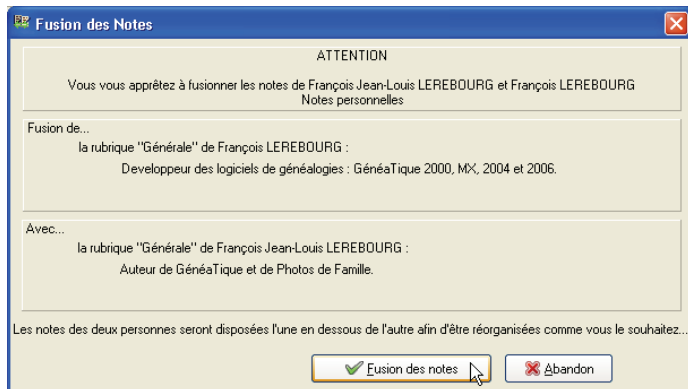 Fusion des Notes
ATTENTION
Vous vous apprêtez à fusionner les notes de François Jean-Louis LEREBOURG et François LEREBOURG
Notes personnelles
Fusion de...
la rubrique "Générale" de François LEREBOURG :
Developpeur des logiciels de généalogies : GénéaTique 2000, MX, 2004 et 2006.
Avec...
la rubrique "Générale" de François Jean-Louis LEREBOURG :
Auteur de GénéaTique et de Photos de Famille.
Les notes des deux personnes seront disposées l'une en dessous de l'autre afin d'être réorganisées comme vous le souhaitez...
Fusion des notes
Abandon